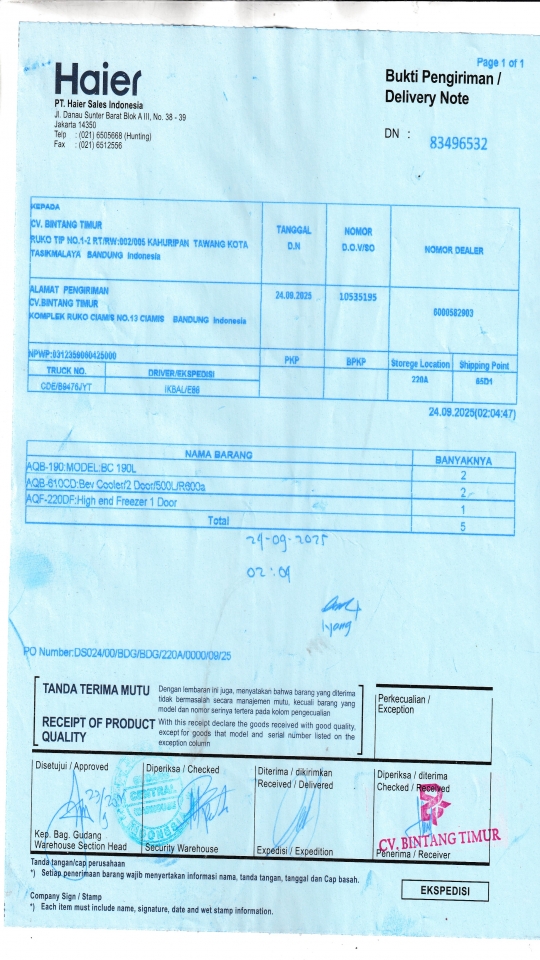 Page 1 of 1
Haier
PT. Haier Sales Indonesia
Jl. Danau Sunter Barat Blok A III, No. 38 - 39
Jakarta 14350
Telp : (021) 6505668 (Hunting)
Fax : (021) 6512556
Bukti Pengiriman /
Delivery Note
DN : 83496532
KEPADA
CV. BINTANG TIMUR
RUKO TIP NO.1-2 RT/RW:002/005 KAHURIPAN TAWANG KOTA
TASIKMALAYA BANDUNG Indonesia
TANGGAL
D.N
NOMOR
D.O.V/SO
NOMOR DEALER
ALAMAT PENGIRIMAN
CV.BINTANG TIMUR
KOMPLEK RUKO CIAMIS NO.13 CIAMIS BANDUNG Indonesia
24.09.2025
10535195
NPWP:0312359060425000
PKP
BPKP
Storege Location
Shipping Point
TRUCK NO.
DRIVER/EKSPEDISI
220A
85D1
24.09.2025(02:04:47)
NAMA BARANG BANYAKNYA
AQB-190:MODEL:BC 190L 2
AQB-610CD:Bev Cooler/2 Door/500L/R600a 2
AQF-220DF:High end Freezer 1 Door 1
Total 5
24-09-2025
02:04
Iyong
PO Number:DS024/00/BDG/BDG/220A/0000/09/25
TANDA TERIMA MUTU
Dengan lembaran ini juga, menyatakan bahwa barang yang diterima
tidak bermasalah secara manajemen mutu, kecuali barang yang
model dan nomor serinya tertera pada kolom pengecualian
RECEIPT OF PRODUCT
QUALITY
With this receipt declare the goods received with good quality,
except for goods that model and serial number listed on the
exception column
Perkecualian /
Exception
Disetujui / Approved
Diperiksa / Checked
Diterima / dikirimkan
Received / Delivered
Diperiksa / diterima
Checked / Received
CENTRAL
CV. BINTANG TIMUR
Kep. Bag. Gudang
Warehouse Section Head
Security Warehouse
Expedisi / Expedition
Penerima / Receiver
Tanda tangan/cap perusahaan
*) Setiap penerimaan barang wajib menyertakan informasi nama, tanda tangan, tanggal dan Cap basah.
EKSPEDISI
Company Sign / Stamp
*) Each item must include name, signature, date and wet stamp information.